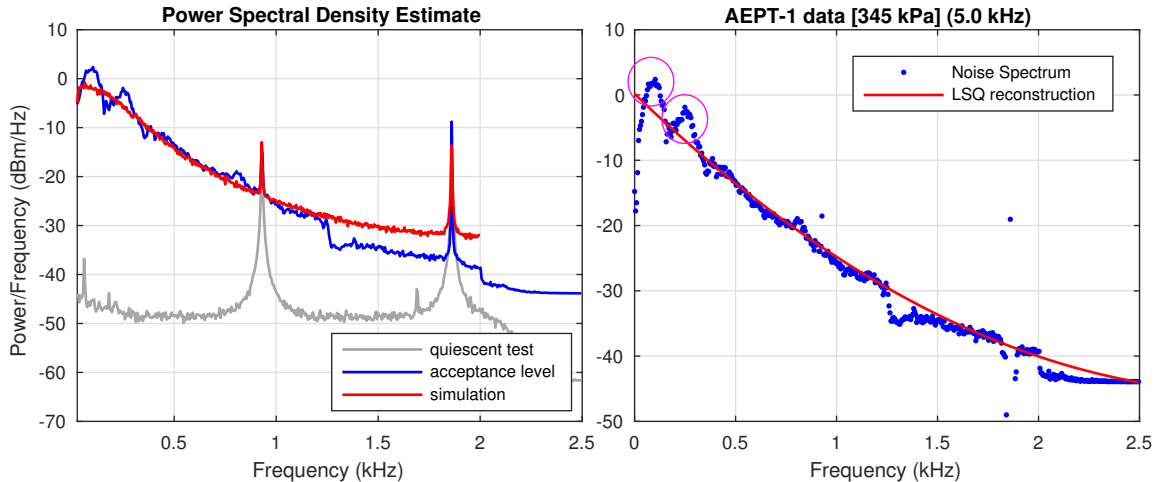 Power Spectral Density Estimate
10
0
-10
-20
-30
-40
-50
-60
-70
Power/Frequency (dBm/Hz)
quiescent test
acceptance level
simulation
0.5
1
1.5
2
2.5
Frequency (kHz)
AEPT-1 data [345 kPa] (5.0 kHz)
10
0
-10
-20
-30
-40
-50
Noise Spectrum
LSQ reconstruction
0
0.5
1
1.5
2
2.5
Frequency (kHz)